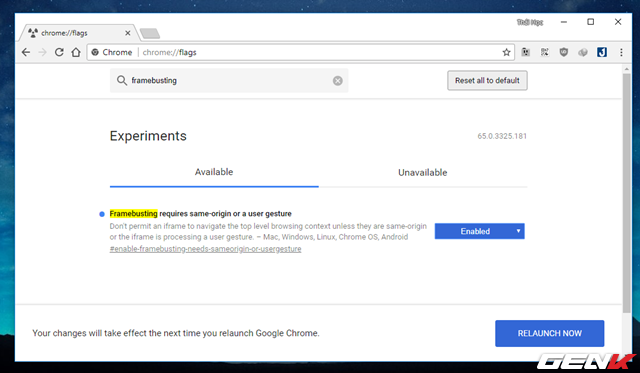 Thái Học
chrome://flags
Chrome | chrome://flags
framebusting
Reset all to default
Experiments
65.0.3325.181
Available
Unavailable
Framebusting requires same-origin or a user gesture
Don't permit an iframe to navigate the top level browsing context unless they are same-origin
or the iframe is processing a user gesture. – Mac, Windows, Linux, Chrome OS, Android
#enable-framebusting-needs-sameorigin-or-usergesture
Enabled
Your changes will take effect the next time you relaunch Google Chrome.
RELAUNCH NOW
GENK